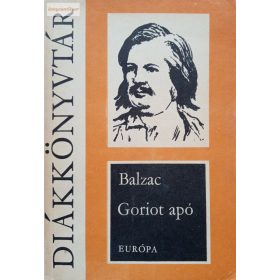 DIÁKKÖNYVTÁR
Balzac
Goriot apó
EURÓPA